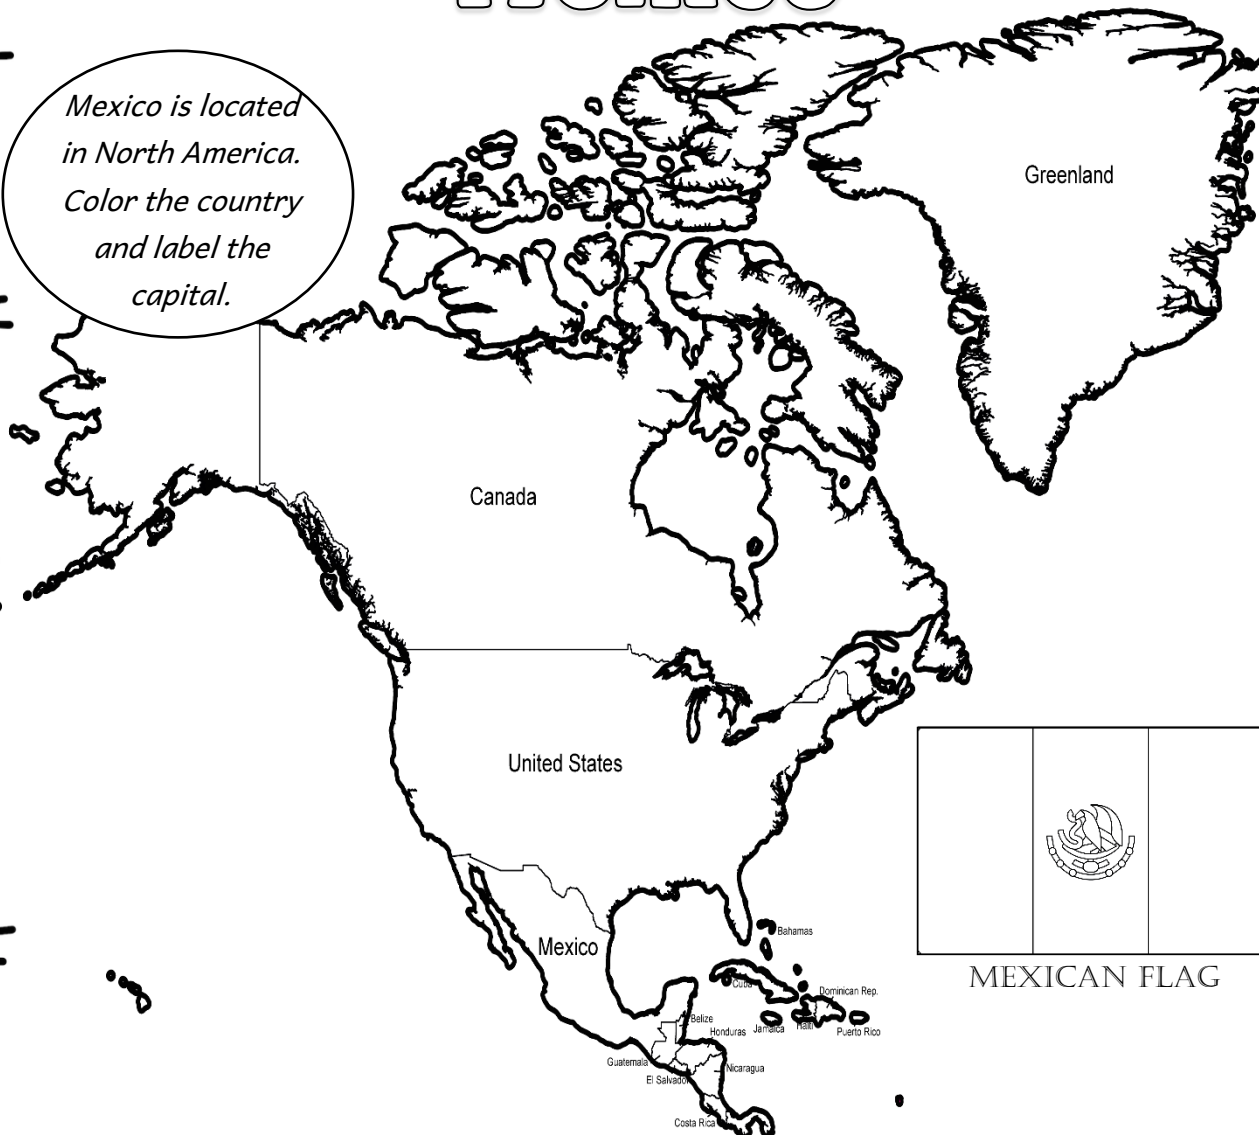 Mexico is located
in North America.
Color the country
and label the
capital.
Greenland
Canada
United States
Mexico
Bahamas
Cuba
Dominican Rep.
Jamaica
Haiti
Puerto Rico
Belize
Honduras
Guatemala
El Salvador
Nicaragua
Costa Rica
MEXICAN FLAG